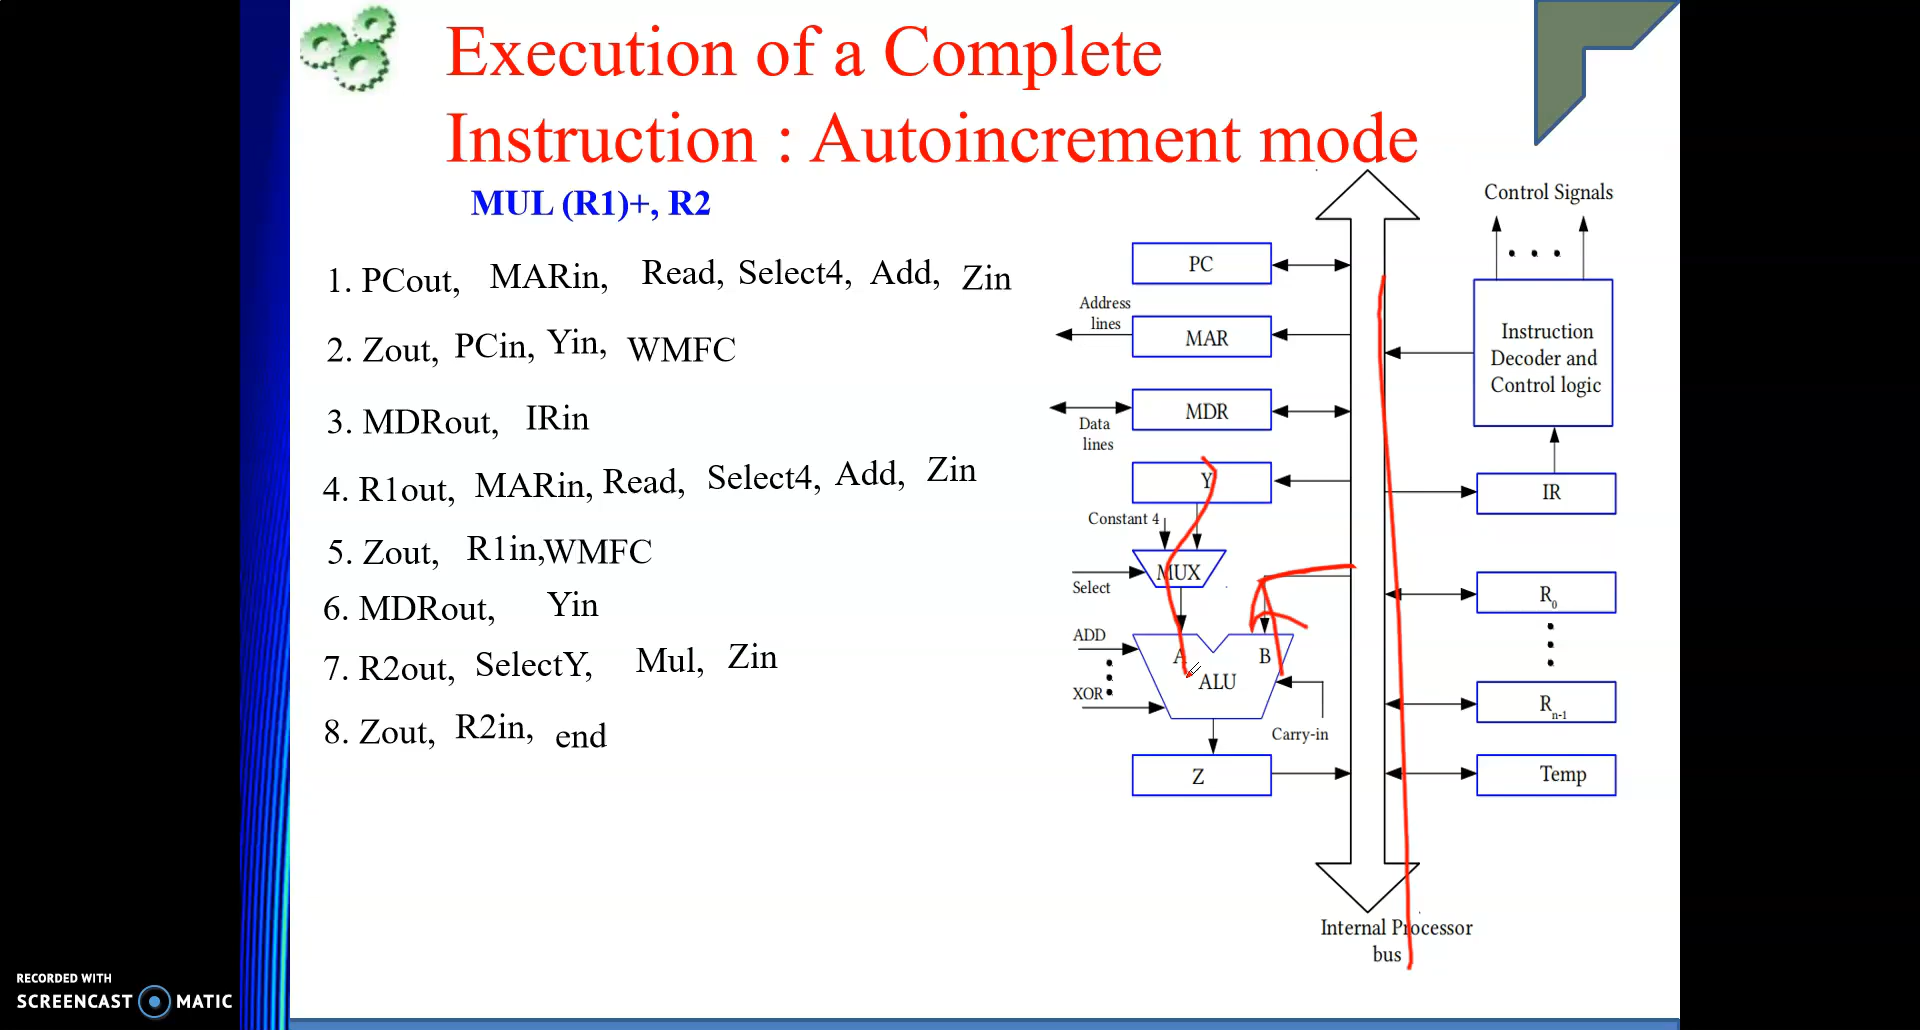 Execution of a Complete
Instruction : Autoincrement mode
MUL (R1)+, R2
1. PCout, MARin, Read, Select4, Add, Zin
2. Zout, PCin, Yin, WMFC
3. MDRout, IRin
4. R1out, MARin, Read, Select4, Add, Zin
5. Zout, R1in,WMFC
6. MDRout, Yin
7. R2out, SelectY, Mul, Zin
8. Zout, R2in, end
Control Signals
PC
Address
lines
MAR
Instruction
Decoder and
Control logic
MDR
Data
lines
Y
IR
Constant 4
MUX
Select
R0
ADD
A
B
ALU
XOR
Rn-1
Carry-in
Z
Temp
Internal Processor
bus
RECORDED WITH
SCREENCAST MATIC